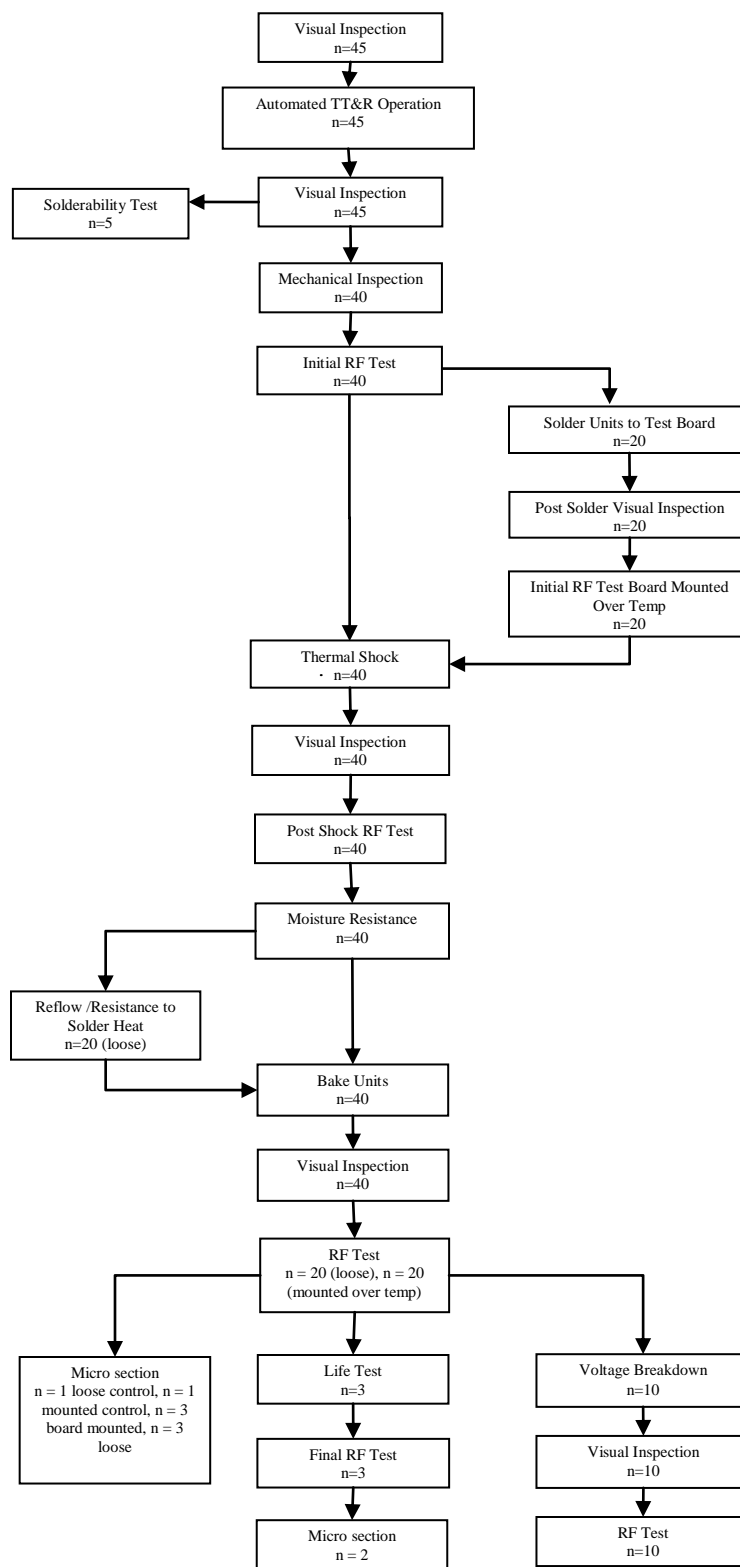 Visual Inspection
n=45
Automated TT&R Operation
n=45
Visual Inspection
n=45
Solderability Test
n=5
Mechanical Inspection
n=40
Initial RF Test
n=40
Solder Units to Test Board
n=20
Post Solder Visual Inspection
n=20
Initial RF Test Board Mounted
Over Temp
n=20
Thermal Shock
n=40
Visual Inspection
n=40
Post Shock RF Test
n=40
Moisture Resistance
n=40
Reflow /Resistance to
Solder Heat
n=20 (loose)
Bake Units
n=40
Visual Inspection
n=40
RF Test
n = 20 (loose), n = 20
(mounted over temp)
Micro section
n = 1 loose control, n = 1
mounted control, n = 3
board mounted, n = 3
loose
Life Test
n=3
Final RF Test
n=3
Micro section
n = 2
Voltage Breakdown
n=10
Visual Inspection
n=10
RF Test
n=10